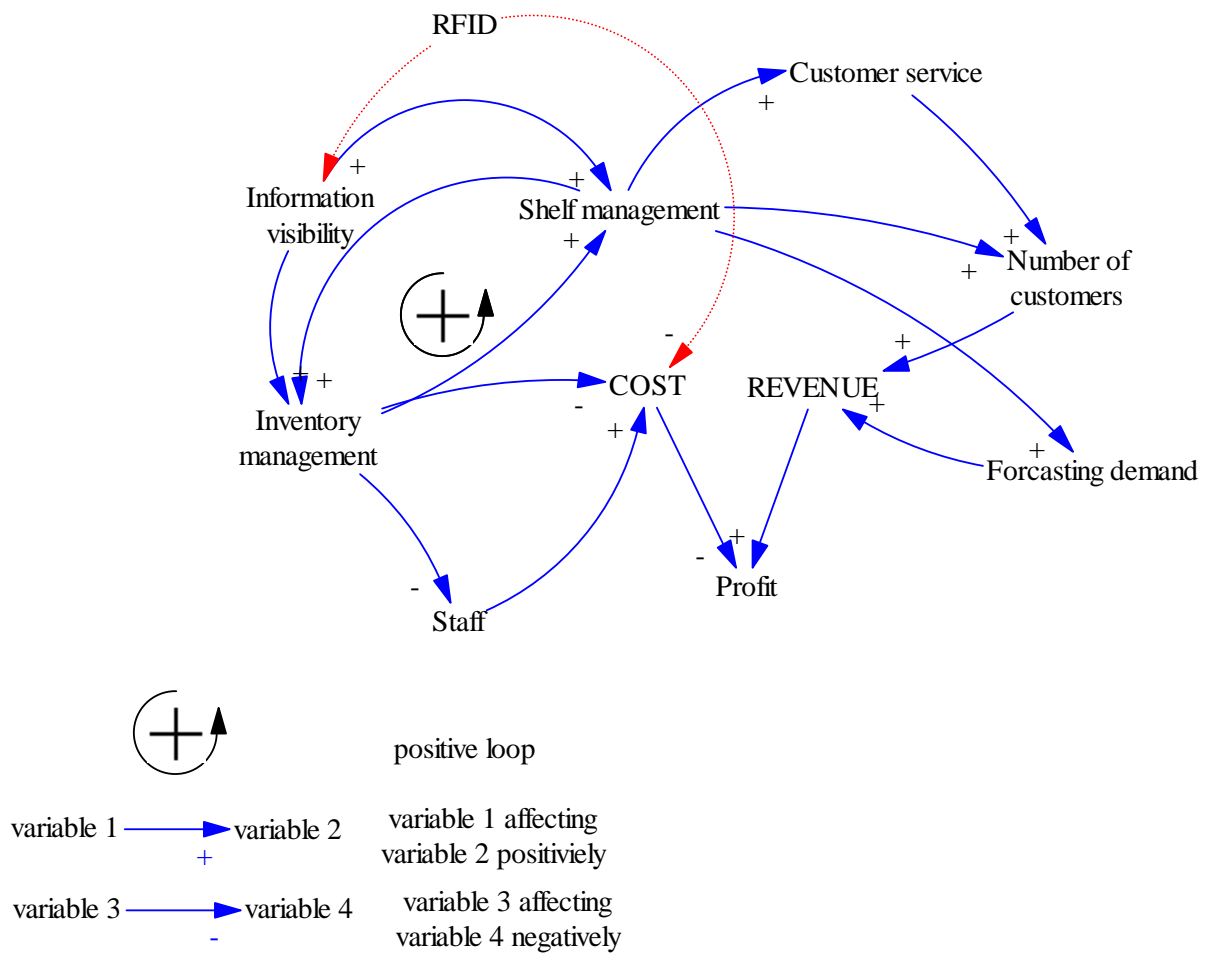 RFID
Customer service
+
+
Information
visibility
+
Shelf management
+
+
+
Number of
customers
-
+
+
+
COST
REVENUE
+
-
Inventory
management
+
+
Forcasting demand
+
-
Profit
-
Staff
positive loop
variable 1
variable 2
+
variable 1 affecting
variable 2 positiviely
variable 3
variable 4
-
variable 3 affecting
variable 4 negatively